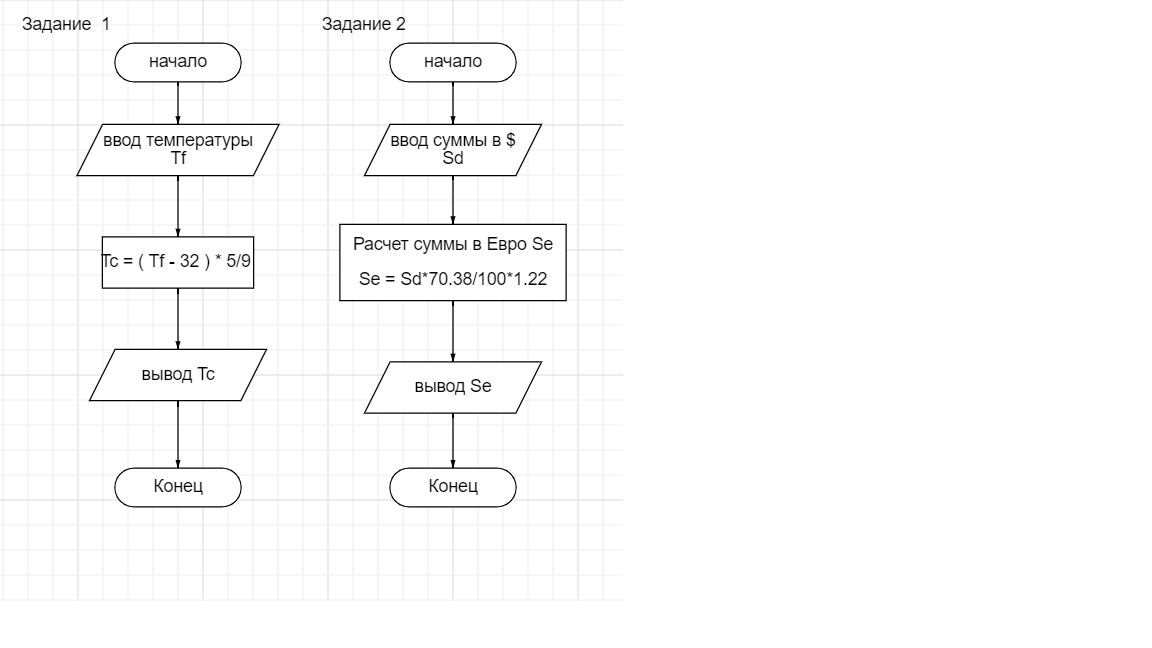 Задание 1
начало
ввод температуры
Tf
Tc = ( Tf - 32 ) * 5/9
вывод Tc
Конец
Задание 2
начало
ввод суммы в $
Sd
Расчет суммы в Евро Se
Se = Sd*70.38/100*1.22
вывод Se
Конец